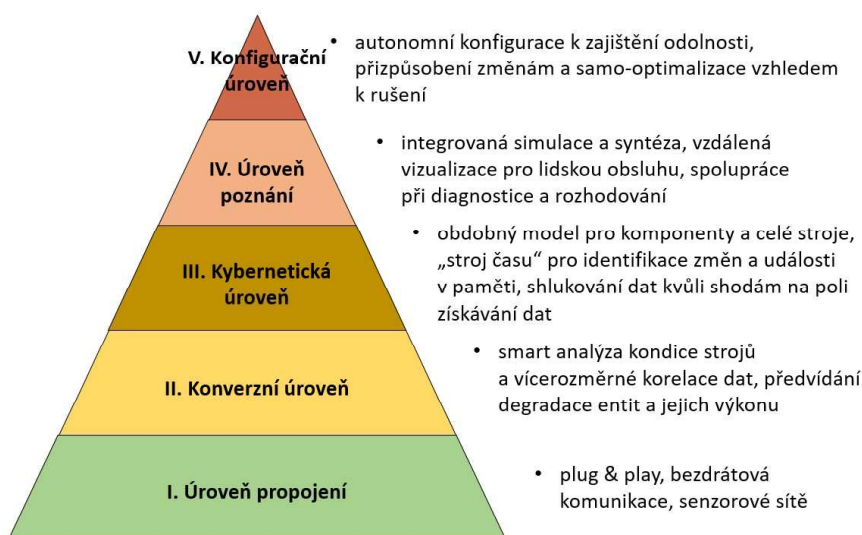 V. Konfigurační
úroveň
• autonomní konfigurace k zajištění odolnosti,
přizpůsobení změnám a samo-optimalizace vzhledem
k rušení
IV. Úroveň
poznání
• integrovaná simulace a syntéza, vzdálená
vizualizace pro lidskou obsluhu, spolupráce
při diagnostice a rozhodování
III. Kybernetická
úroveň
• obdobný model pro komponenty a celé stroje,
„stroj času“ pro identifikace změn a události
v paměti, shlukování dat kvůli shodám na poli
získávání dat
II. Konverzní úroveň
• smart analýza kondice strojů
a vícerozměrné korelace dat, předvídání
degradace entit a jejich výkonu
I. Úroveň propojení
• plug & play, bezdrátová
komunikace, senzorové sítě